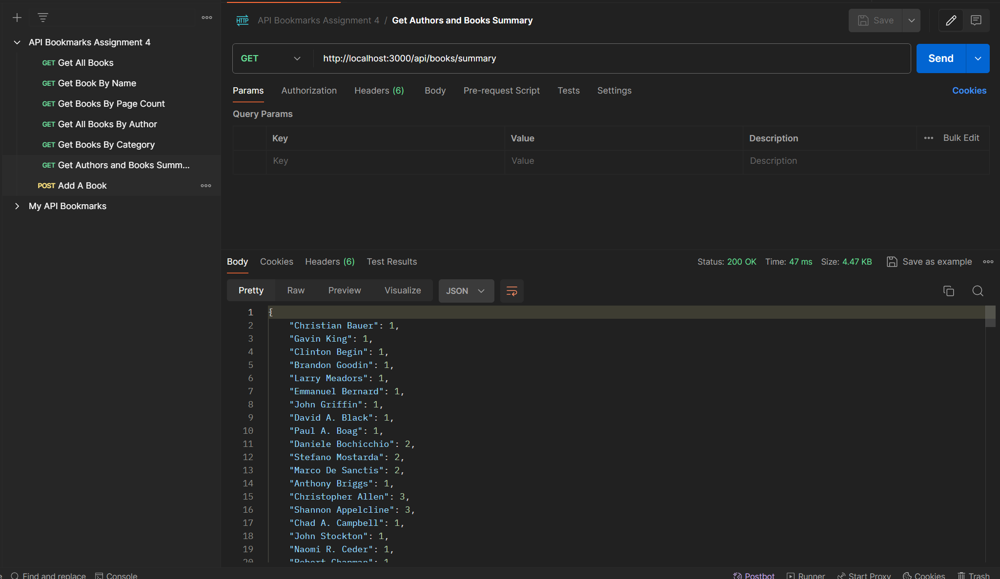 API Bookmarks Assignment 4
GET Get All Books
GET Get Book By Name
GET Get Books By Page Count
GET Get All Books By Author
GET Get Books By Category
GET Get Authors and Books Summ...
POST Add A Book
My API Bookmarks
HTTP API Bookmarks Assignment 4 / Get Authors and Books Summary
Save
GET http://localhost:3000/api/books/summary
Send
Params Authorization Headers (6) Body Pre-request Script Tests Settings Cookies
Query Params
Key Value Description Bulk Edit
Key Value Description
Body Cookies Headers (6) Test Results Status: 200 OK Time: 47 ms Size: 4.47 KB Save as example
Pretty Raw Preview Visualize JSON
1 {
2 "Christian Bauer": 1,
3 "Gavin King": 1,
4 "Clinton Begin": 1,
5 "Brandon Goodin": 1,
6 "Larry Meadors": 1,
7 "Emmanuel Bernard": 1,
8 "John Griffin": 1,
9 "David A. Black": 1,
10 "Paul A. Boag": 1,
11 "Daniele Bochicchio": 2,
12 "Stefano Mostarda": 2,
13 "Marco De Sanctis": 2,
14 "Anthony Briggs": 1,
15 "Christopher Allen": 3,
16 "Shannon Appelcline": 3,
17 "Chad A. Campbell": 1,
18 "John Stockton": 1,
19 "Naomi R. Ceder": 1,
20 "Robert Chapman": 1
Find and replace Console Postbot Runner Start Proxy Cookies Trash